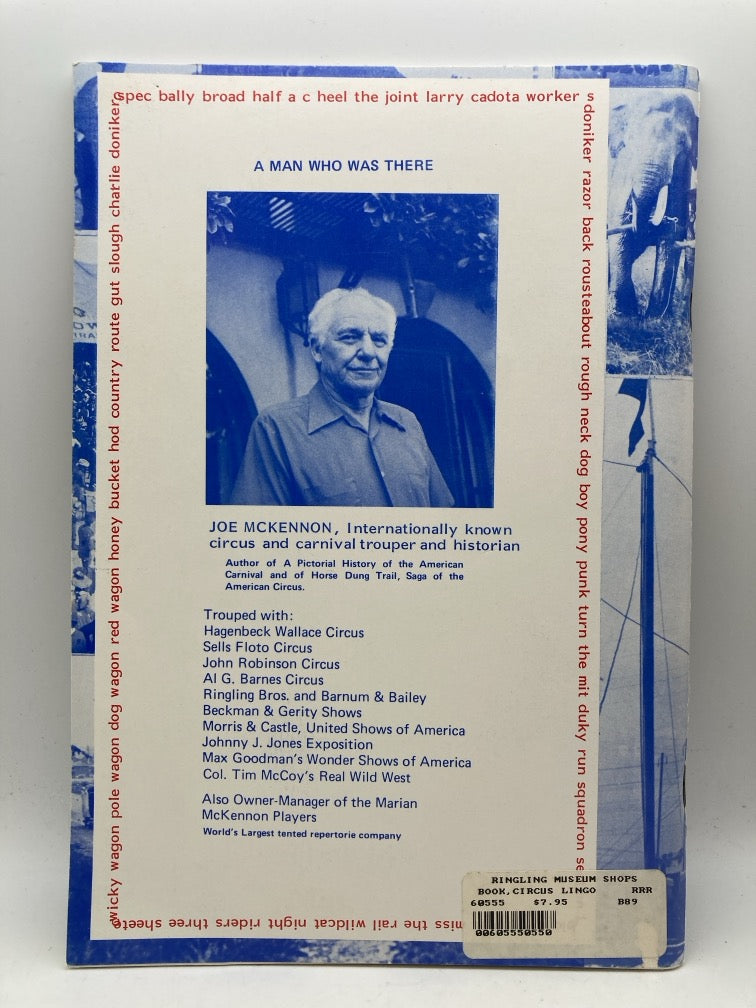 spec bally broad half a c heel the joint larry cadota worker s
doniker razor back rousteabout rough neck dog boy pony punk turn the mit duky run squadron se
miss the rail wildcat night riders three sheete
wicky wagon pole wagon dog wagon red wagon honey bucket hod country route gut slough charlie doniker
A MAN WHO WAS THERE
JOE MCKENNON, Internationally known
circus and carnival trouper and historian
Author of A Pictorial History of the American
Carnival and of Horse Dung Trail, Saga of the
American Circus.
Trouped with:
Hagenbeck Wallace Circus
Sells Floto Circus
John Robinson Circus
Al G. Barnes Circus
Ringling Bros. and Barnum & Bailey
Beckman & Gerity Shows
Morris & Castle, United Shows of America
Johnny J. Jones Exposition
Max Goodman's Wonder Shows of America
Col. Tim McCoy's Real Wild West
Also Owner-Manager of the Marian
McKennon Players
World's Largest tented repertorie company
RINGLING MUSEUM SHOPS
BOOK,CIRCUS LINGO RRR
60555 $7.95 B89
00605550550